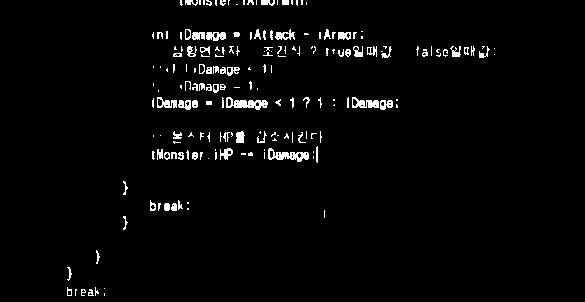 tMonster.iArmorMin;
int iDamage = iAttack - iArmor;
삼항연산자 조건식 ? true일때값 false일때값;
if (iDamage < 1)
iDamage = 1;
iDamage = iDamage < 1 ? 1 : iDamage;
몬스터 HP를 감소시킨다
tMonster.iHP -= iDamage;
}
break;
}
}
}
break;